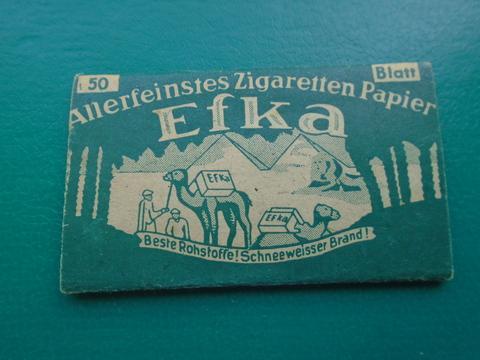 50 Blatt
Allerfeinstes Zigaretten Papier
Efka
Efka
Efka
Beste Rohstoffe! Schneeweisser Brand!